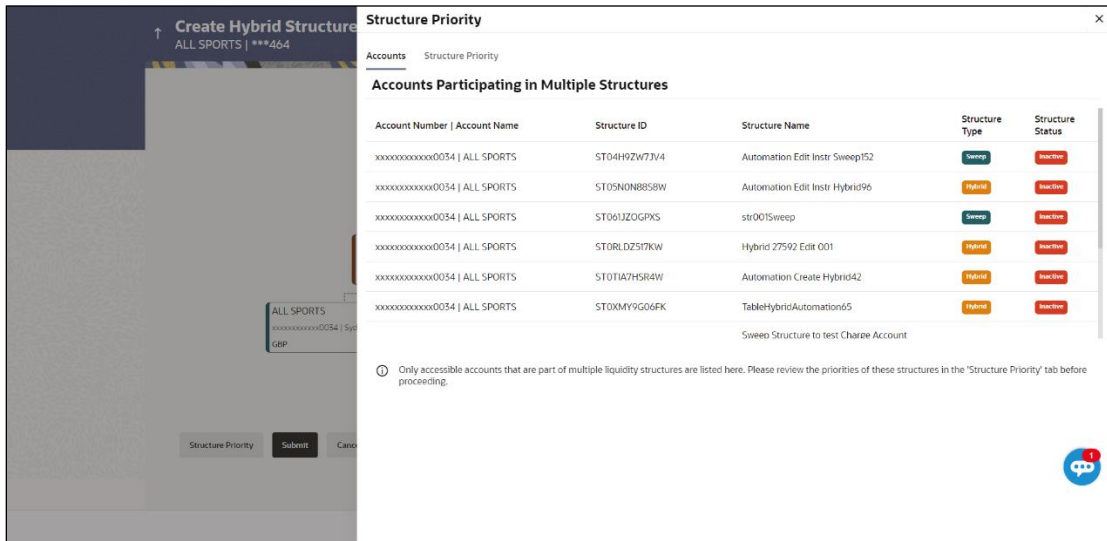 Create Hybrid Structure
ALL SPORTS | ***464
Structure Priority
Accounts Structure Priority
Accounts Participating in Multiple Structures
Account Number | Account Name Structure ID Structure Name Structure Type Structure Status
xxxxxxxxxxxx0034 | ALL SPORTS ST04H9ZW7JV4 Automation Edit Instr Sweep152 Sweep Inactive
xxxxxxxxxxxx0034 | ALL SPORTS ST05N0N88S8W Automation Edit Instr Hybrid96 Hybrid Inactive
xxxxxxxxxxxx0034 | ALL SPORTS ST061JZOGPXS str001Sweep Sweep Inactive
xxxxxxxxxxxx0034 | ALL SPORTS ST0RLDZ517KW Hybrid 27592 Edit 001 Hybrid Inactive
xxxxxxxxxxxx0034 | ALL SPORTS ST0TIA7HSR4W Automation Create Hybrid42 Hybrid Inactive
xxxxxxxxxxxx0034 | ALL SPORTS ST0XMY9G06FK TableHybridAutomation65 Hybrid Inactive
Sweep Structure to test Charge Account
Only accessible accounts that are part of multiple liquidity structures are listed here. Please review the priorities of these structures in the 'Structure Priority' tab before
proceeding.
ALL SPORTS
xxxxxxxxxxxx0034 | Syd
GBP
Structure Priority Submit Canc
1